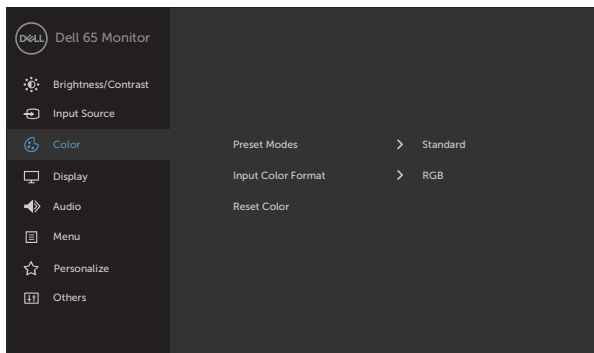 DELL Dell 65 Monitor
Brightness/Contrast
Input Source
Color
Preset Modes Standard
Display
Input Color Format RGB
Audio
Reset Color
Menu
Personalize
Others